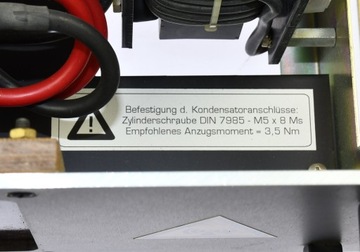 Befestigung d. Kondensatoranschlüsse:
Zylinderschraube DIN 7985 - M5 x 8 Ms
Empfohlenes Anzugsmoment = 3,5 Nm